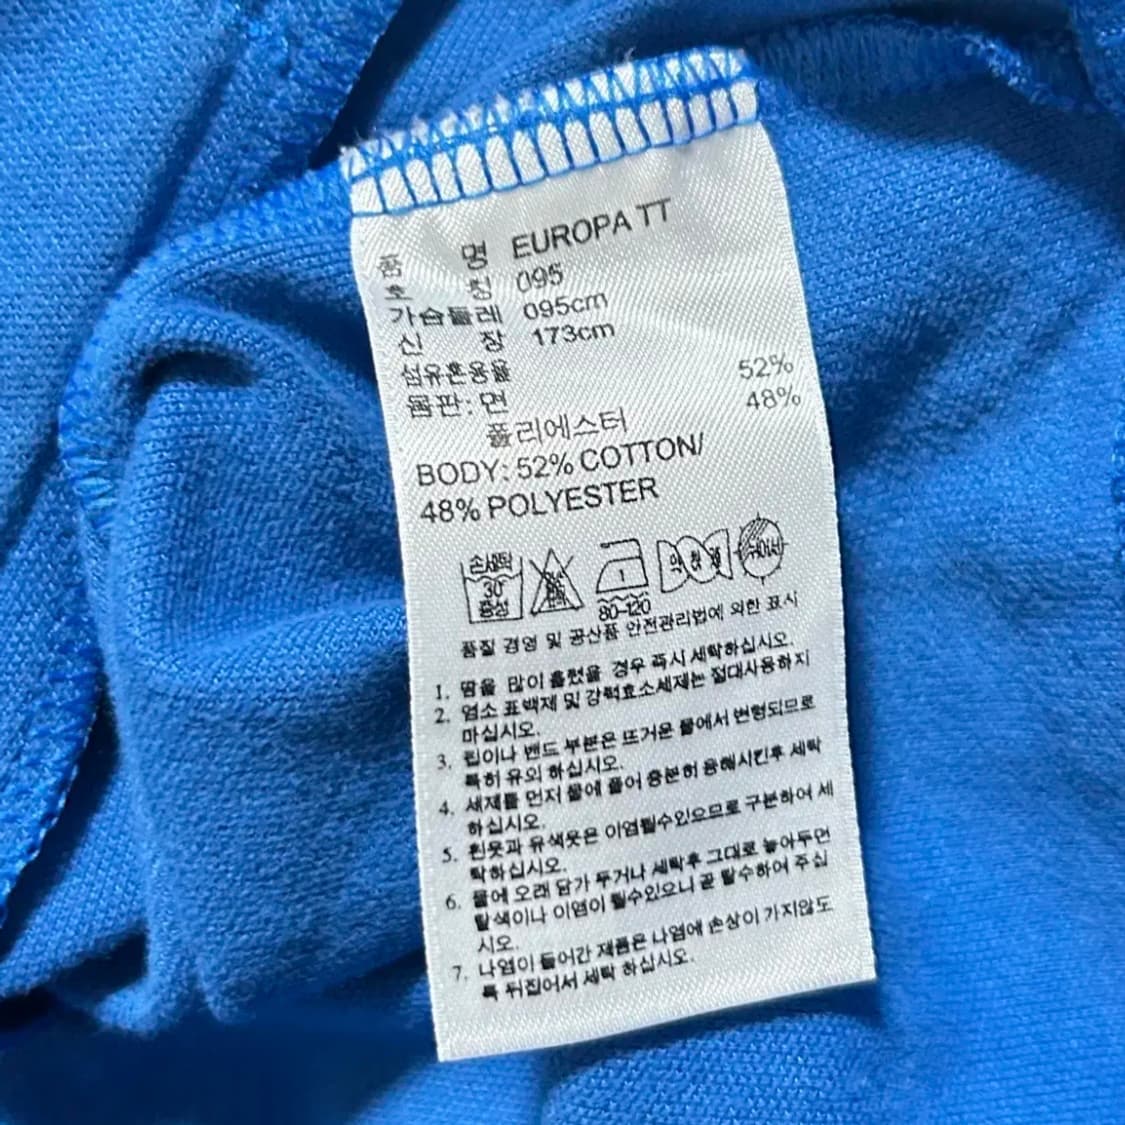 품 명 EUROPA TT
호 칭 095
가슴둘레 095cm
신 장 173cm
섬유혼용율
몸판: 면 52%
폴리에스터 48%
BODY: 52% COTTON/
48% POLYESTER
손세탁 30° 중성
80-120
품질 경영 및 공산품 안전관리법에 의한 표시
1. 땀을 많이 흘렸을 경우 즉시 세탁하십시오.
2. 염소 표백제 및 강력효소세제는 절대사용하지
마십시오.
3. 립이나 밴드 부분은 뜨거운 물에서 변형되므로
특히 유의 하십시오.
4. 세제를 먼저 물에 풀어 충분히 용해시킨후 세탁
하십시오.
5. 흰옷과 유색옷은 이염될수있으므로 구분하여 세
탁하십시오.
6. 물에 오래 담가 두거나 세탁후 그대로 놓아두면
탈색이나 이염이 될수있으니 곧 탈수하여 주십
시오.
7. 나염이 들어간 제품은 나염에 손상이 가지않도
록 뒤집어서 세탁 하십시오.